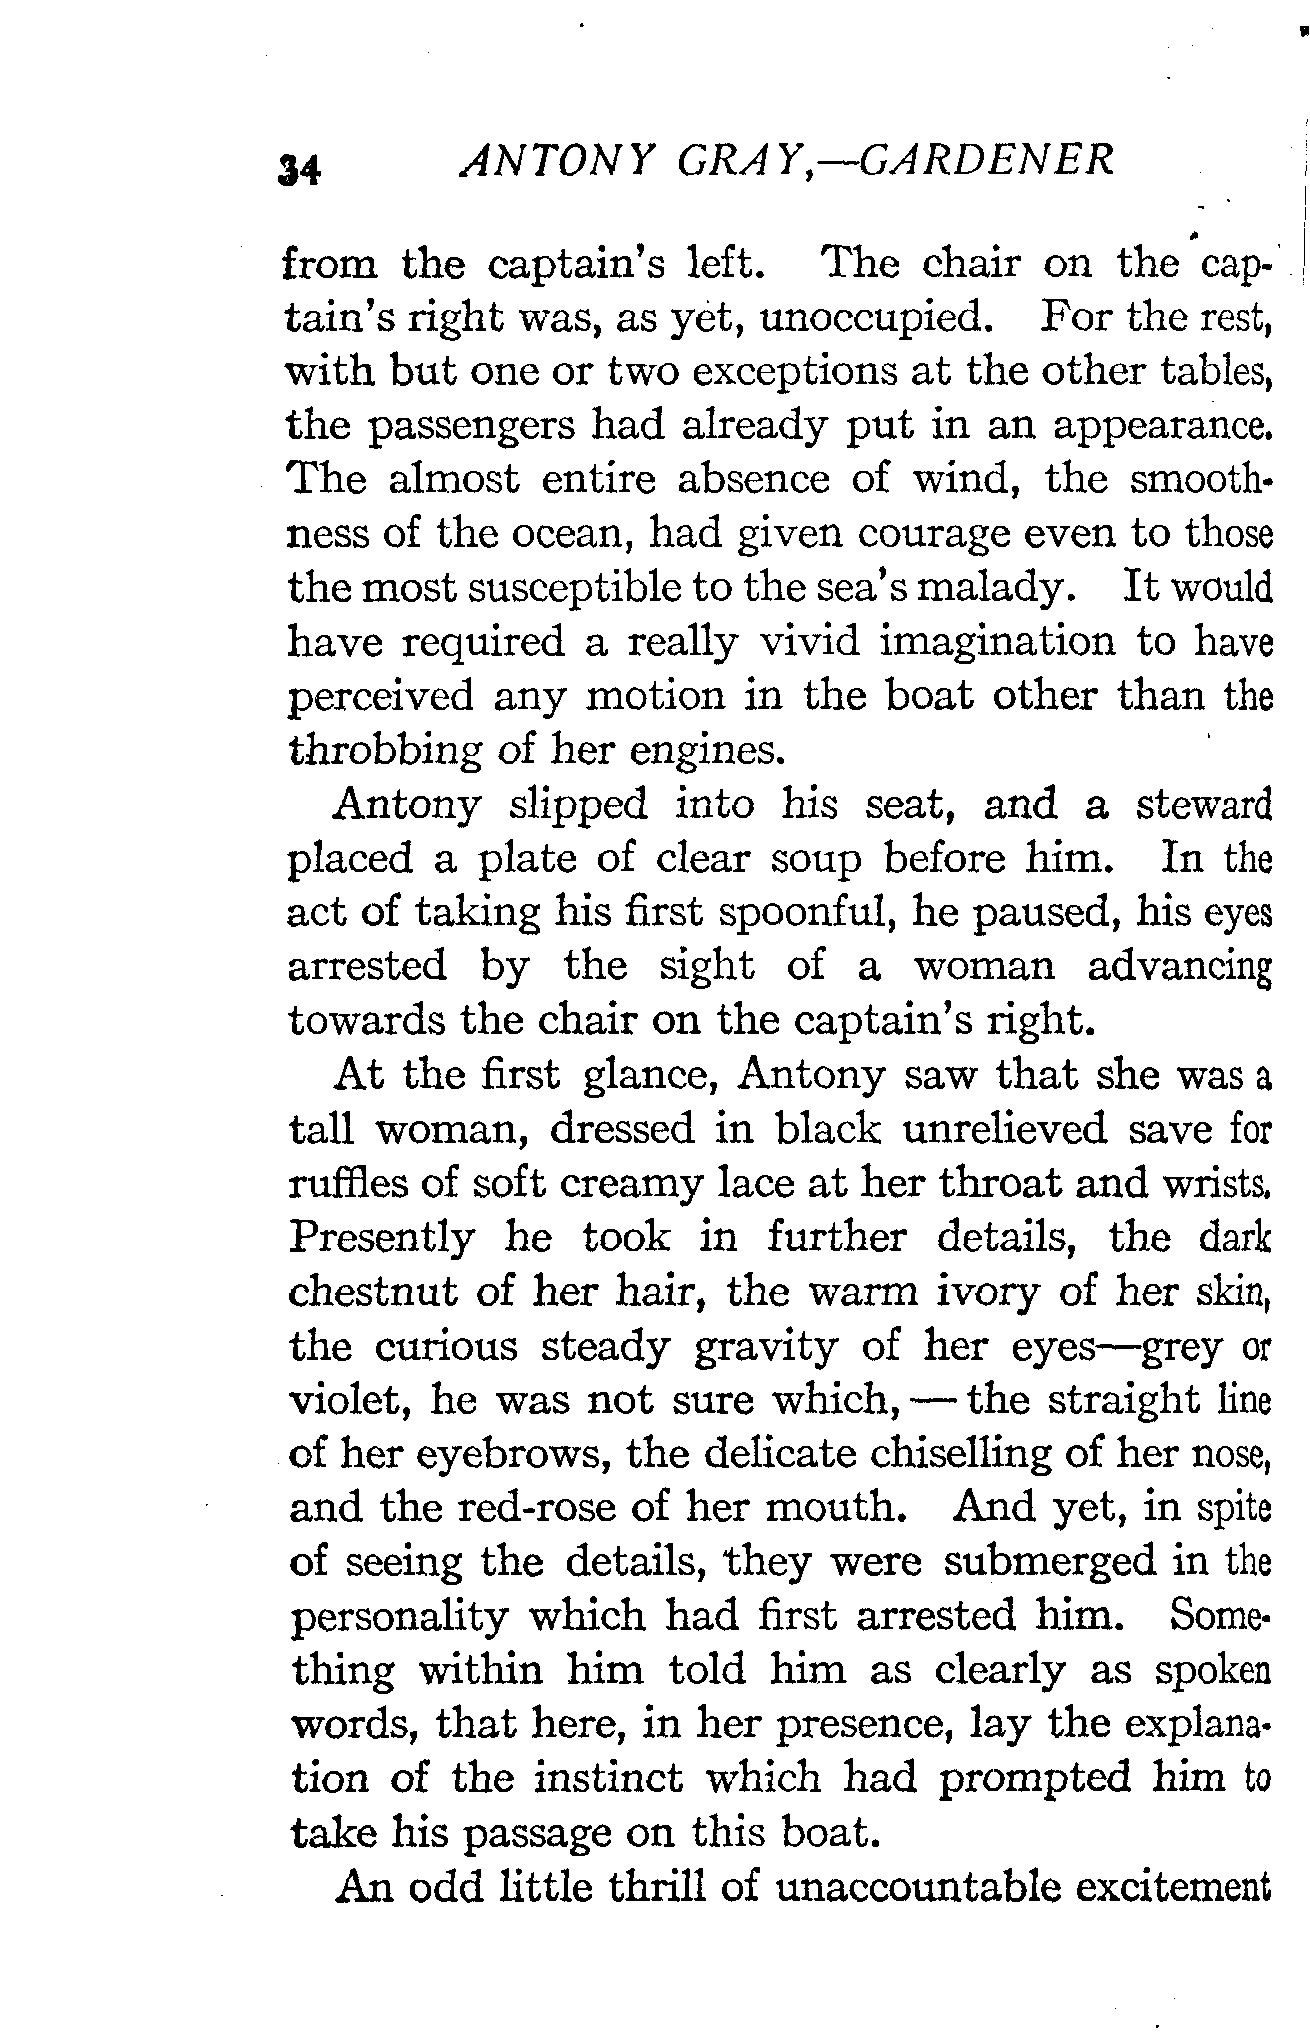 34 ANTONY GRAY,—GARDENER
from the captain's left. The chair on the cap-
tain's right was, as yet, unoccupied. For the rest,
with but one or two exceptions at the other tables,
the passengers had already put in an appearance.
The almost entire absence of wind, the smooth-
ness of the ocean, had given courage even to those
the most susceptible to the sea's malady. It would
have required a really vivid imagination to have
perceived any motion in the boat other than the
throbbing of her engines.
Antony slipped into his seat, and a steward
placed a plate of clear soup before him. In the
act of taking his first spoonful, he paused, his eyes
arrested by the sight of a woman advancing
towards the chair on the captain's right.
At the first glance, Antony saw that she was a
tall woman, dressed in black unrelieved save for
ruffles of soft creamy lace at her throat and wrists.
Presently he took in further details, the dark
chestnut of her hair, the warm ivory of her skin,
the curious steady gravity of her eyes—grey or
violet, he was not sure which,—the straight line
of her eyebrows, the delicate chiselling of her nose,
and the red-rose of her mouth. And yet, in spite
of seeing the details, they were submerged in the
personality which had first arrested him. Some-
thing within him told him as clearly as spoken
words, that here, in her presence, lay the explana-
tion of the instinct which had prompted him to
take his passage on this boat.
An odd little thrill of unaccountable excitement